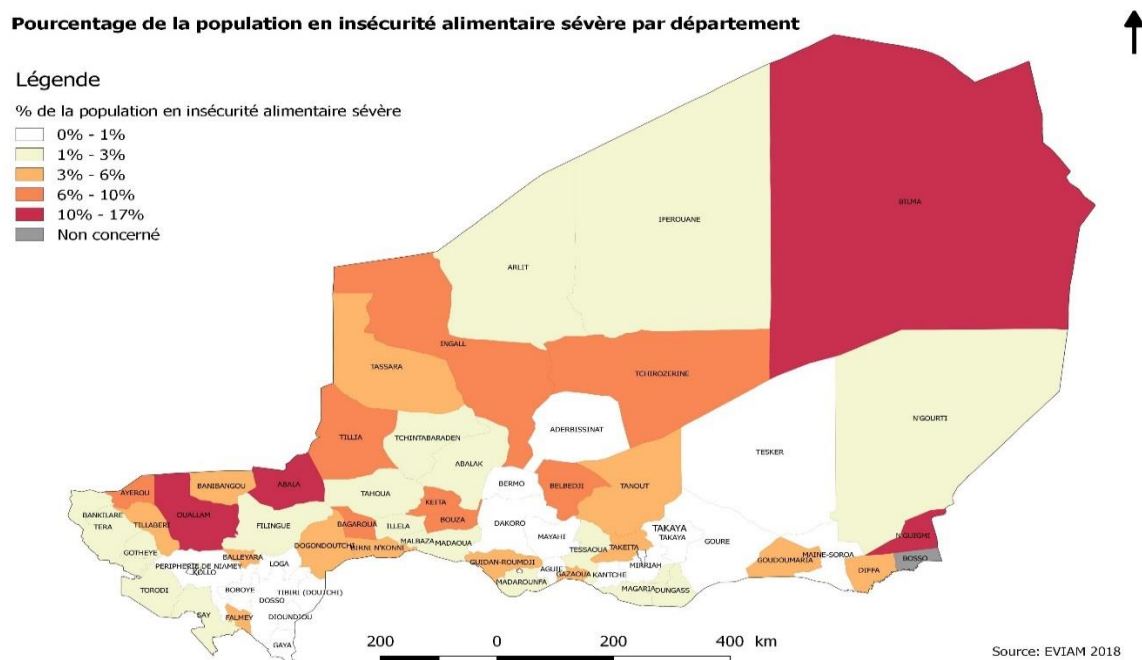 Pourcentage de la population en insécurité alimentaire sévère par département
Légende
% de la population en insécurité alimentaire sévère
0% - 1%
1% - 3%
3% - 6%
6% - 10%
10% - 17%
Non concerné
BILMA
IFEROUANE
ARLIT
INGALL
TASSARA
TCHIROZERINE
N'GOURTI
ADERBISSINAT
TILLIA
TCHINTABARADEN
TESKER
ABALAK
BERMO
BELBEDJI
TANOUT
ABALA
BANIBANGOU
AYEROU
TAHOUA
KEITA
OUALLAM
BANKILARE
TERA
TILLABERI
FILINGUE
BAGAROUA
ILLELA
BOUZA
DAKORO
TAKAYA
TAKAYA
N'GUIGMI
MALBAZA
MADAOUA
MAYAHI
GOURE
DOGONDOUTCHI
BIRNI N'KONNI
GOTHEYE
BALLEYARA
TESSAOUA
TAKEITA
MAINE-SOROA
GOUDOUMARIA
BOSSO
PERIPHERIE DE NIAMEY
KOLLO
LOGA
GUIDAN-ROUMDJI
AGUIE
MIRRIAH
DIFFA
GAZAOUA
KANTCHE
MADAROUNFA
TORODI
BOBOYE
TIBIRI (DOUTCHI)
MAGARIA
DUNGASS
DOSSO
SAY
FALMEY
DIOUNDIOU
GAYA
200 0 200 400 km
Source: EVIAM 2018